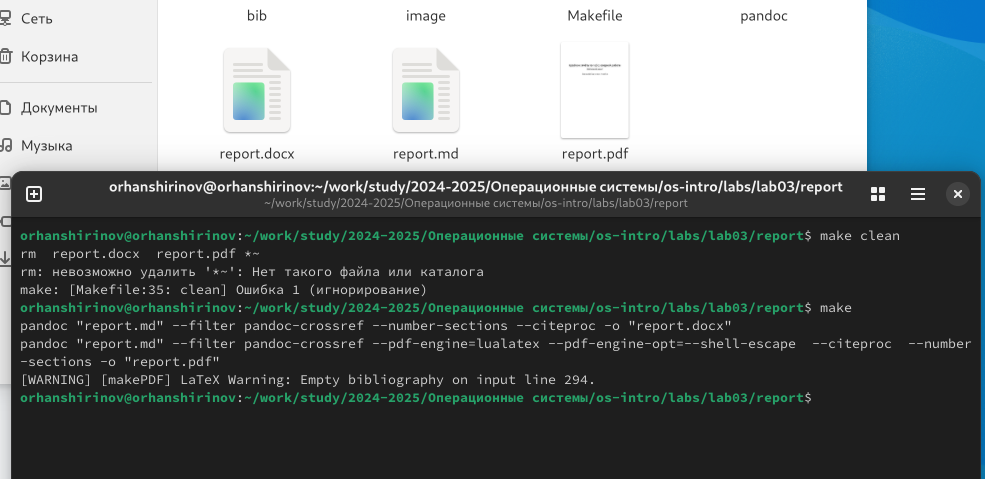 Сеть
bib
image
Makefile
pandoc
Корзина
Документы
Музыка
report.docx
report.md
report.pdf
orhanshirinov@orhanshirinov:~/work/study/2024-2025/Операционные системы/os-intro/labs/lab03/report
~/work/study/2024-2025/Операционные системы/os-intro/labs/lab03/report
orhanshirinov@orhanshirinov:~/work/study/2024-2025/Операционные системы/os-intro/labs/lab03/report$ make clean
rm  report.docx  report.pdf *~
rm: невозможно удалить '*~': Нет такого файла или каталога
make: [Makefile:35: clean] Ошибка 1 (игнорирование)
orhanshirinov@orhanshirinov:~/work/study/2024-2025/Операционные системы/os-intro/labs/lab03/report$ make
pandoc "report.md" --filter pandoc-crossref --number-sections --citeproc -o "report.docx"
pandoc "report.md" --filter pandoc-crossref --pdf-engine=lualatex --pdf-engine-opt=--shell-escape  --citeproc  --number
-sections -o "report.pdf"
[WARNING] [makePDF] LaTeX Warning: Empty bibliography on input line 294.
orhanshirinov@orhanshirinov:~/work/study/2024-2025/Операционные системы/os-intro/labs/lab03/report$